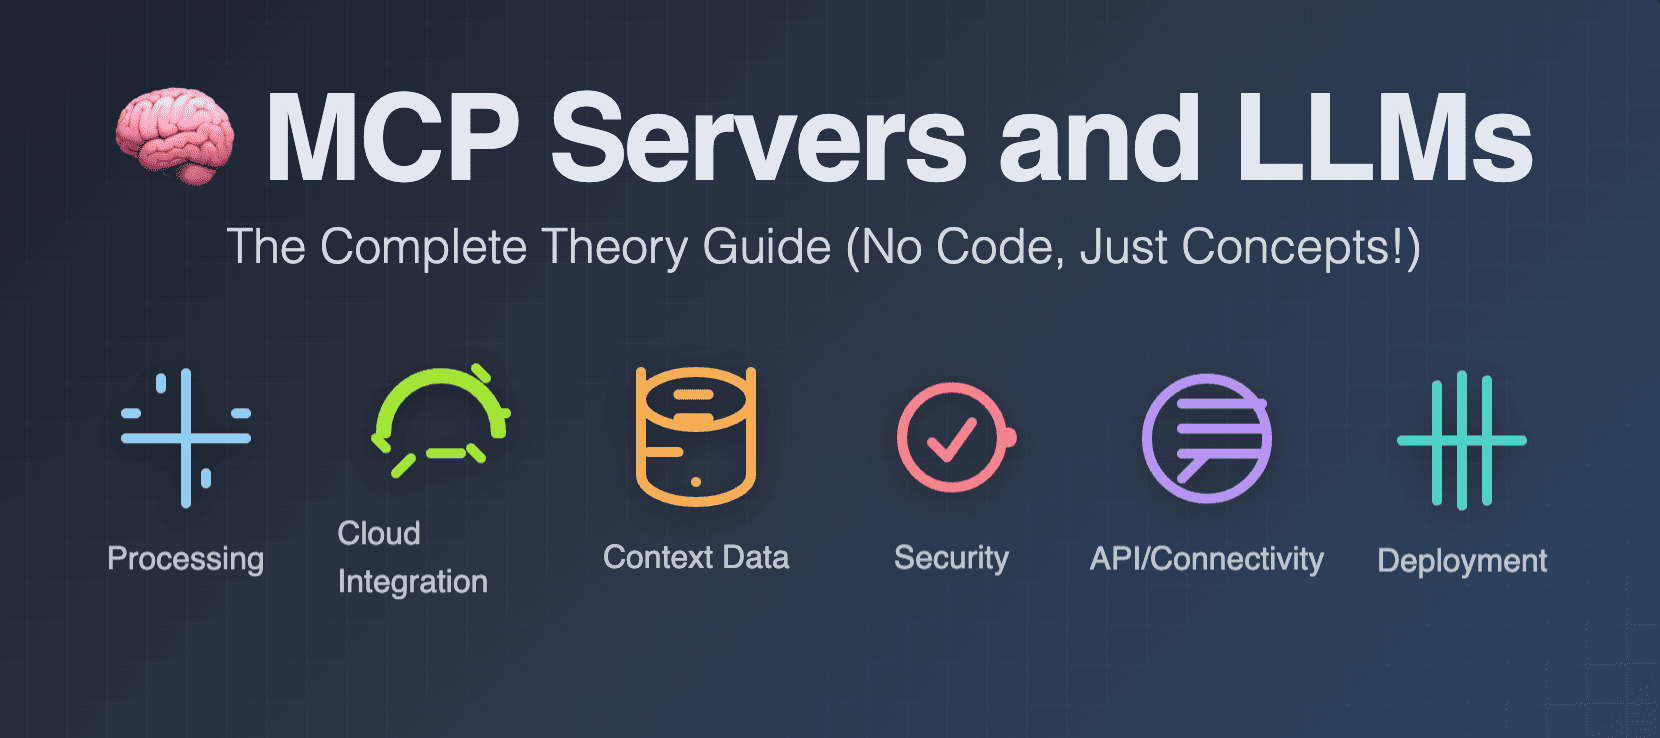 MCP Servers and LLMs
The Complete Theory Guide (No Code, Just Concepts!)
Processing
Cloud
Integration
Context Data
Security
API/Connectivity
Deployment